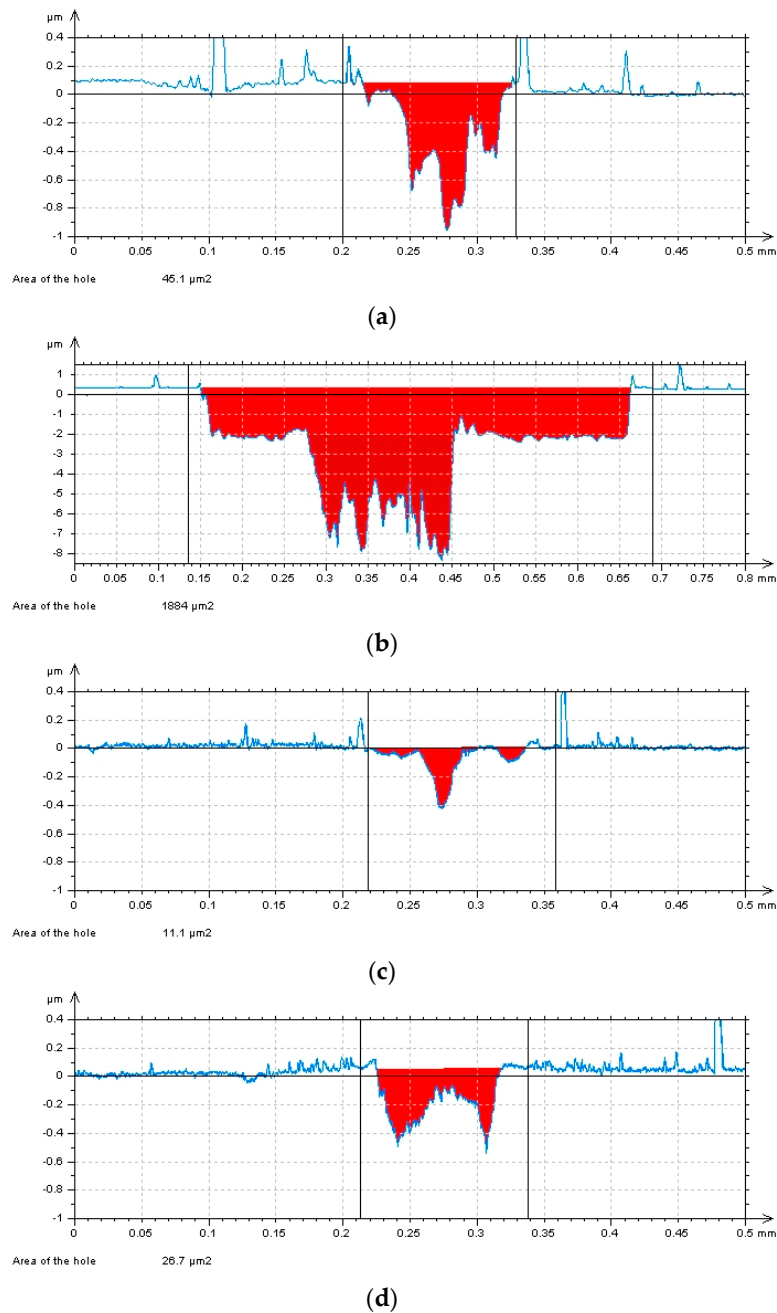 µm
0.4
0.2
0
-0.2
-0.4
-0.6
-0.8
-1
0 0.05 0.1 0.15 0.2 0.25 0.3 0.35 0.4 0.45 0.5 mm
Area of the hole 45.1 µm2
(a)
µm
1
0
-1
-2
-3
-4
-5
-6
-7
-8
0 0.05 0.1 0.15 0.2 0.25 0.3 0.35 0.4 0.45 0.5 0.55 0.6 0.65 0.7 0.75 0.8 mm
Area of the hole 1884 µm2
(b)
µm
0.4
0.2
0
-0.2
-0.4
-0.6
-0.8
-1
0 0.05 0.1 0.15 0.2 0.25 0.3 0.35 0.4 0.45 0.5 mm
Area of the hole 11.1 µm2
(c)
µm
0.4
0.2
0
-0.2
-0.4
-0.6
-0.8
-1
0 0.05 0.1 0.15 0.2 0.25 0.3 0.35 0.4 0.45 0.5 mm
Area of the hole 26.7 µm2
(d)